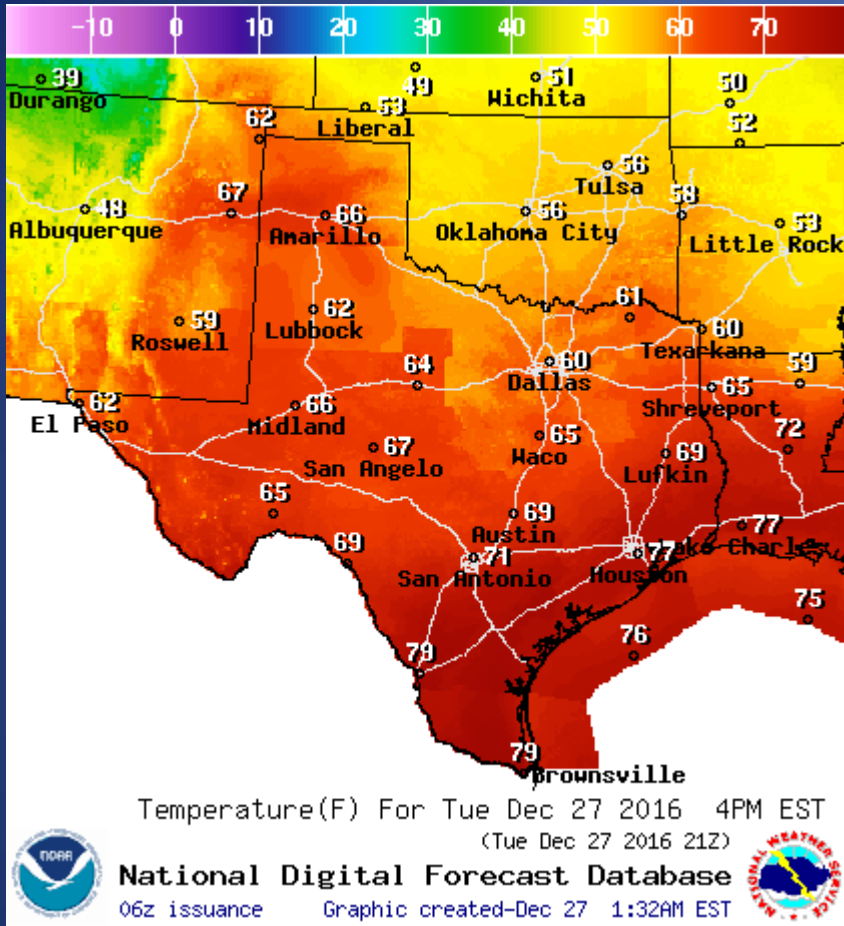 -10 0 10 20 30 40 50 60 70
39
Durango
49
51
Wichita
50
53
Liberal
62
52
56
Tulsa
48
Albuquerque
67
66
Amarillo
56
Oklahoma City
58
53
Little Rock
59
Roswell
62
Lubbock
61
60
Texarkana
60
Dallas
59
64
65
Shreveport
62
El Paso
66
Midland
67
San Angelo
65
Waco
69
Lufkin
72
65
69
Austin
77
Lake Charles
69
71
San Antonio
77
Houston
75
76
79
79
Brownsville
Temperature(F) For Tue Dec 27 2016 4PM EST
(Tue Dec 27 2016 21Z)
National Digital Forecast Database
06z issuance Graphic created-Dec 27 1:32AM EST
NOAA
NATIONAL WEATHER SERVICE